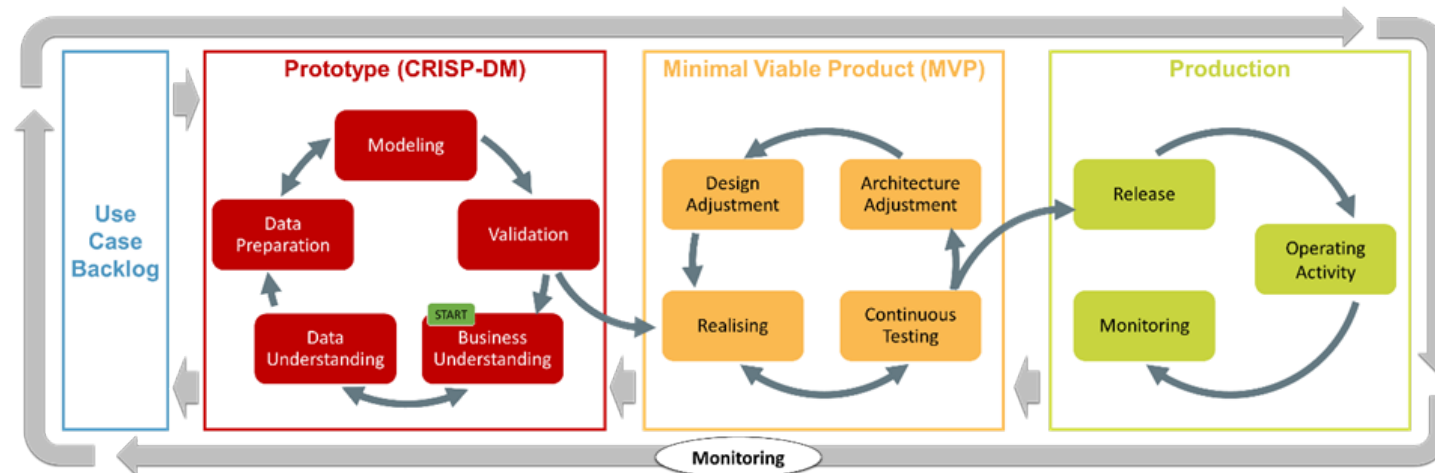 Use
Case
Backlog
Prototype (CRISP-DM)
Modeling
Data
Preparation
Validation
Data
Understanding
START
Business
Understanding
Minimal Viable Product (MVP)
Design
Adjustment
Architecture
Adjustment
Realising
Continuous
Testing
Production
Release
Operating
Activity
Monitoring
Monitoring